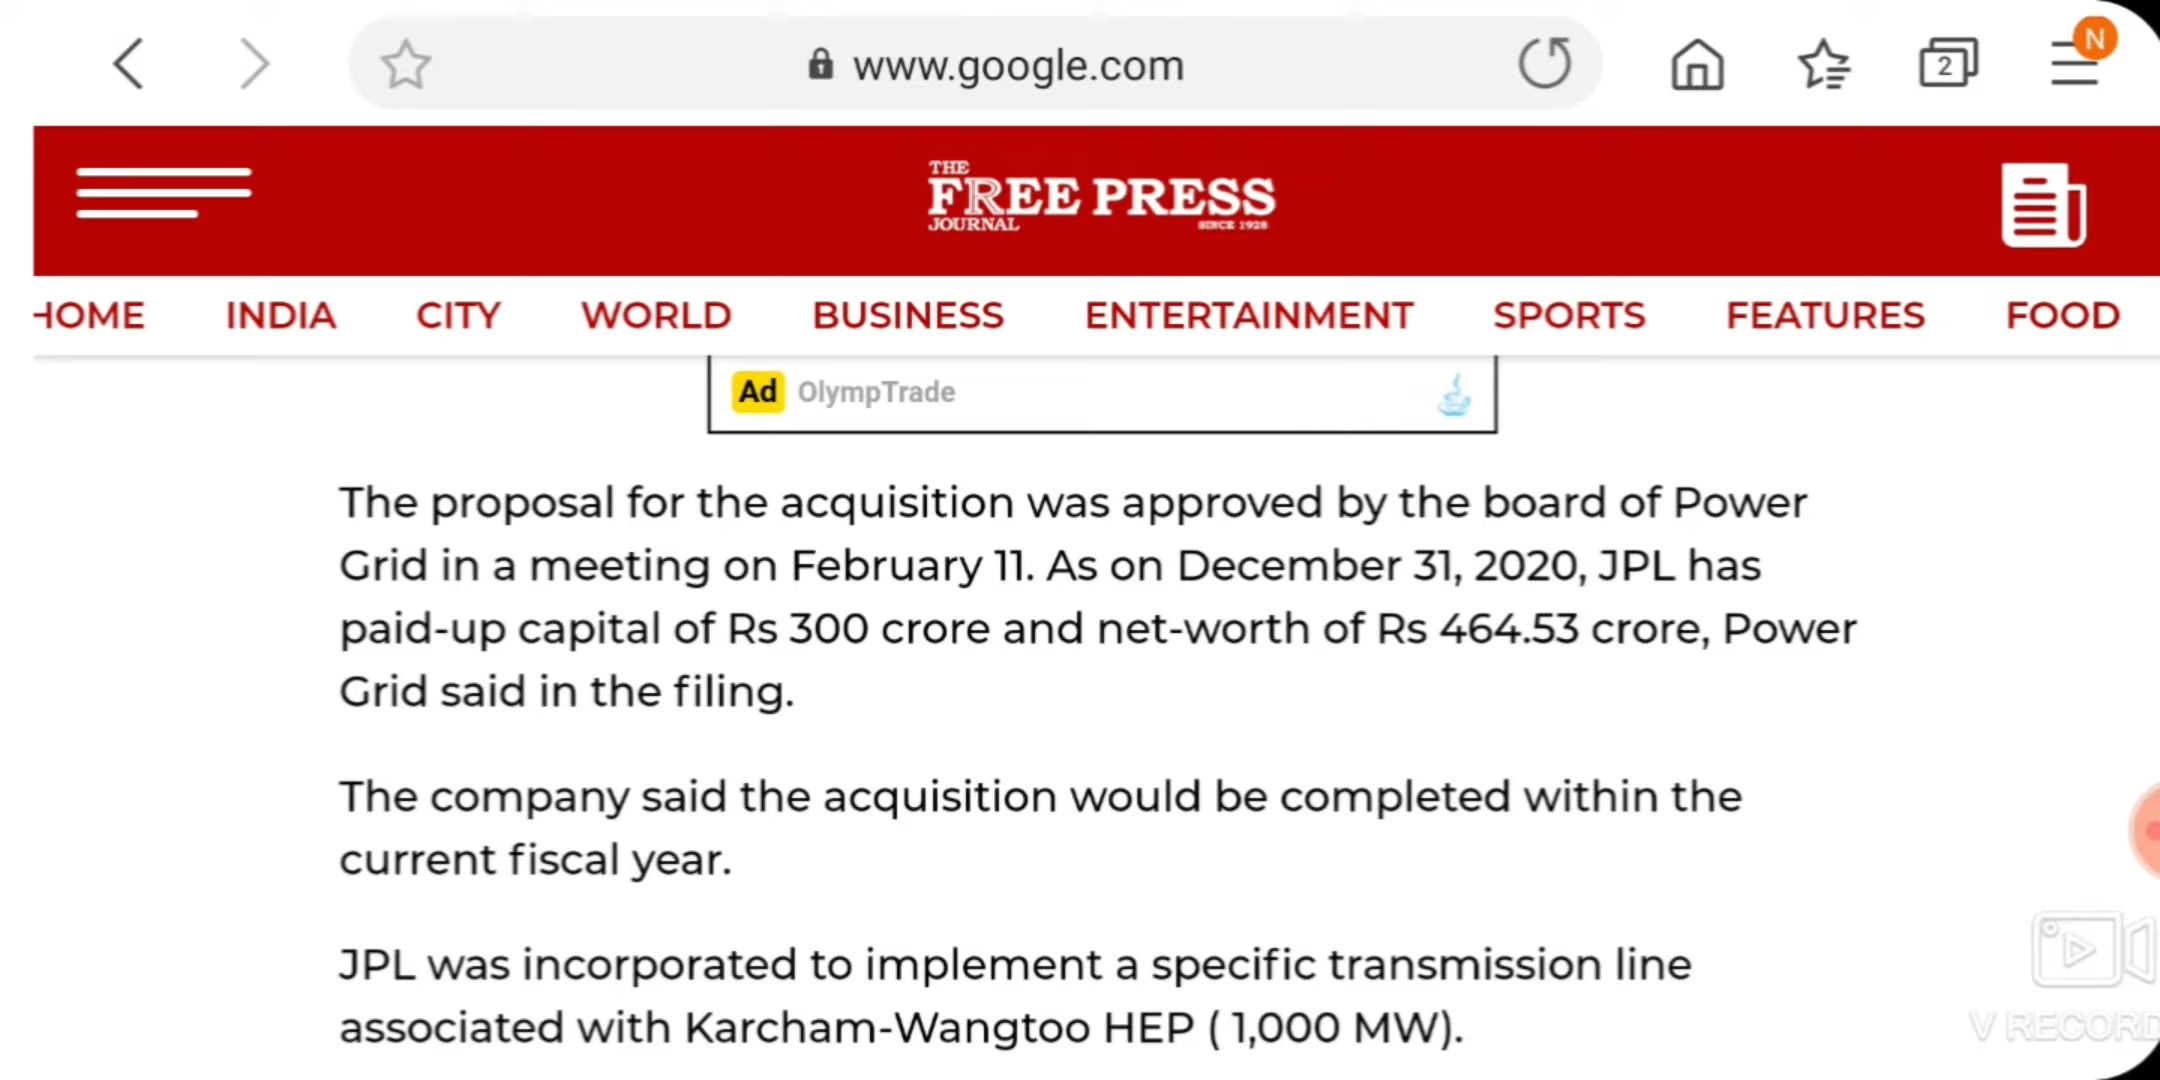 www.google.com
2
N
THE
FREE PRESS
JOURNAL
SINCE 1928
HOME INDIA CITY WORLD BUSINESS ENTERTAINMENT SPORTS FEATURES FOOD
Ad OlympTrade
The proposal for the acquisition was approved by the board of Power
Grid in a meeting on February 11. As on December 31, 2020, JPL has
paid-up capital of Rs 300 crore and net-worth of Rs 464.53 crore, Power
Grid said in the filing.
The company said the acquisition would be completed within the
current fiscal year.
JPL was incorporated to implement a specific transmission line
associated with Karcham-Wangtoo HEP ( 1,000 MW).
V RECORD